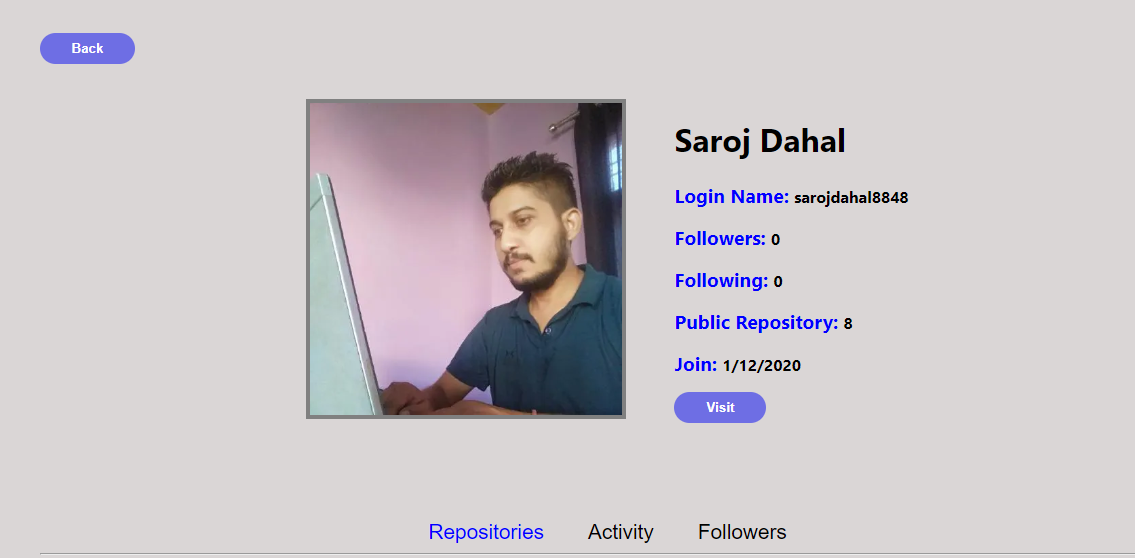 Back
Saroj Dahal
Login Name: sarojdahal8848
Followers: 0
Following: 0
Public Repository: 8
Join: 1/12/2020
Visit
Repositories Activity Followers